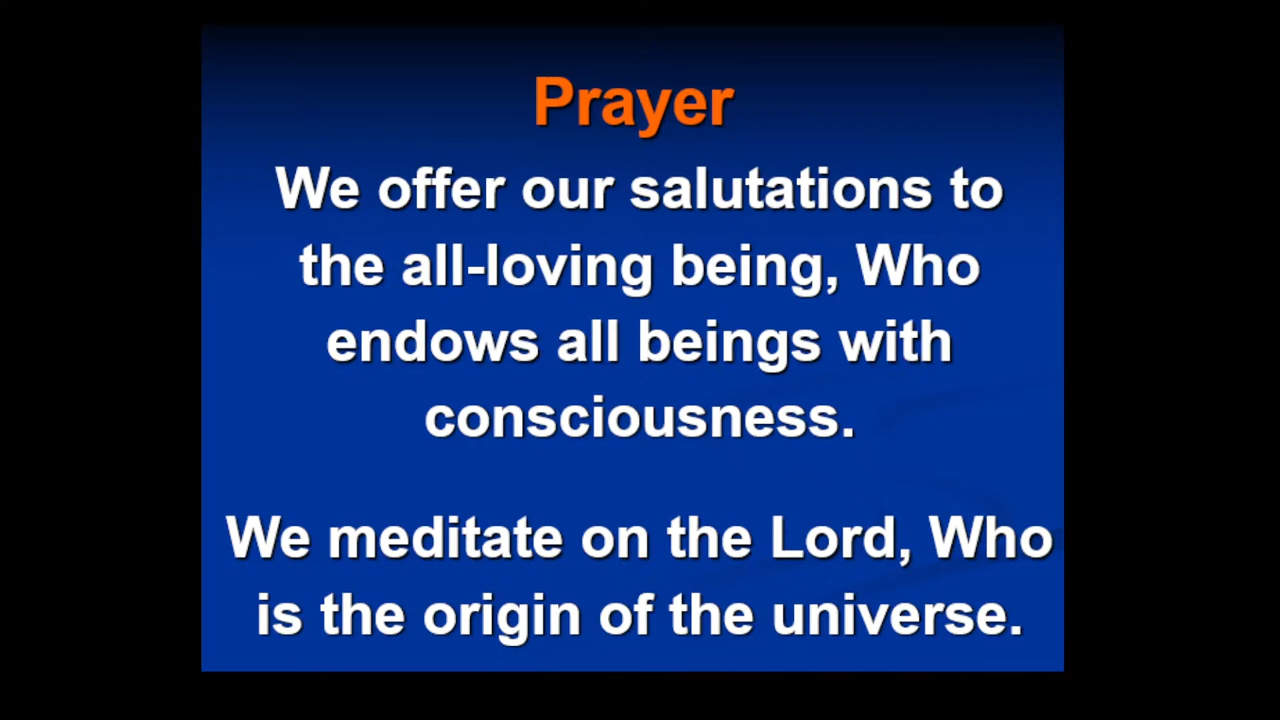 Prayer
We offer our salutations to
the all-loving being, Who
endows all beings with
consciousness.
We meditate on the Lord, Who
is the origin of the universe.